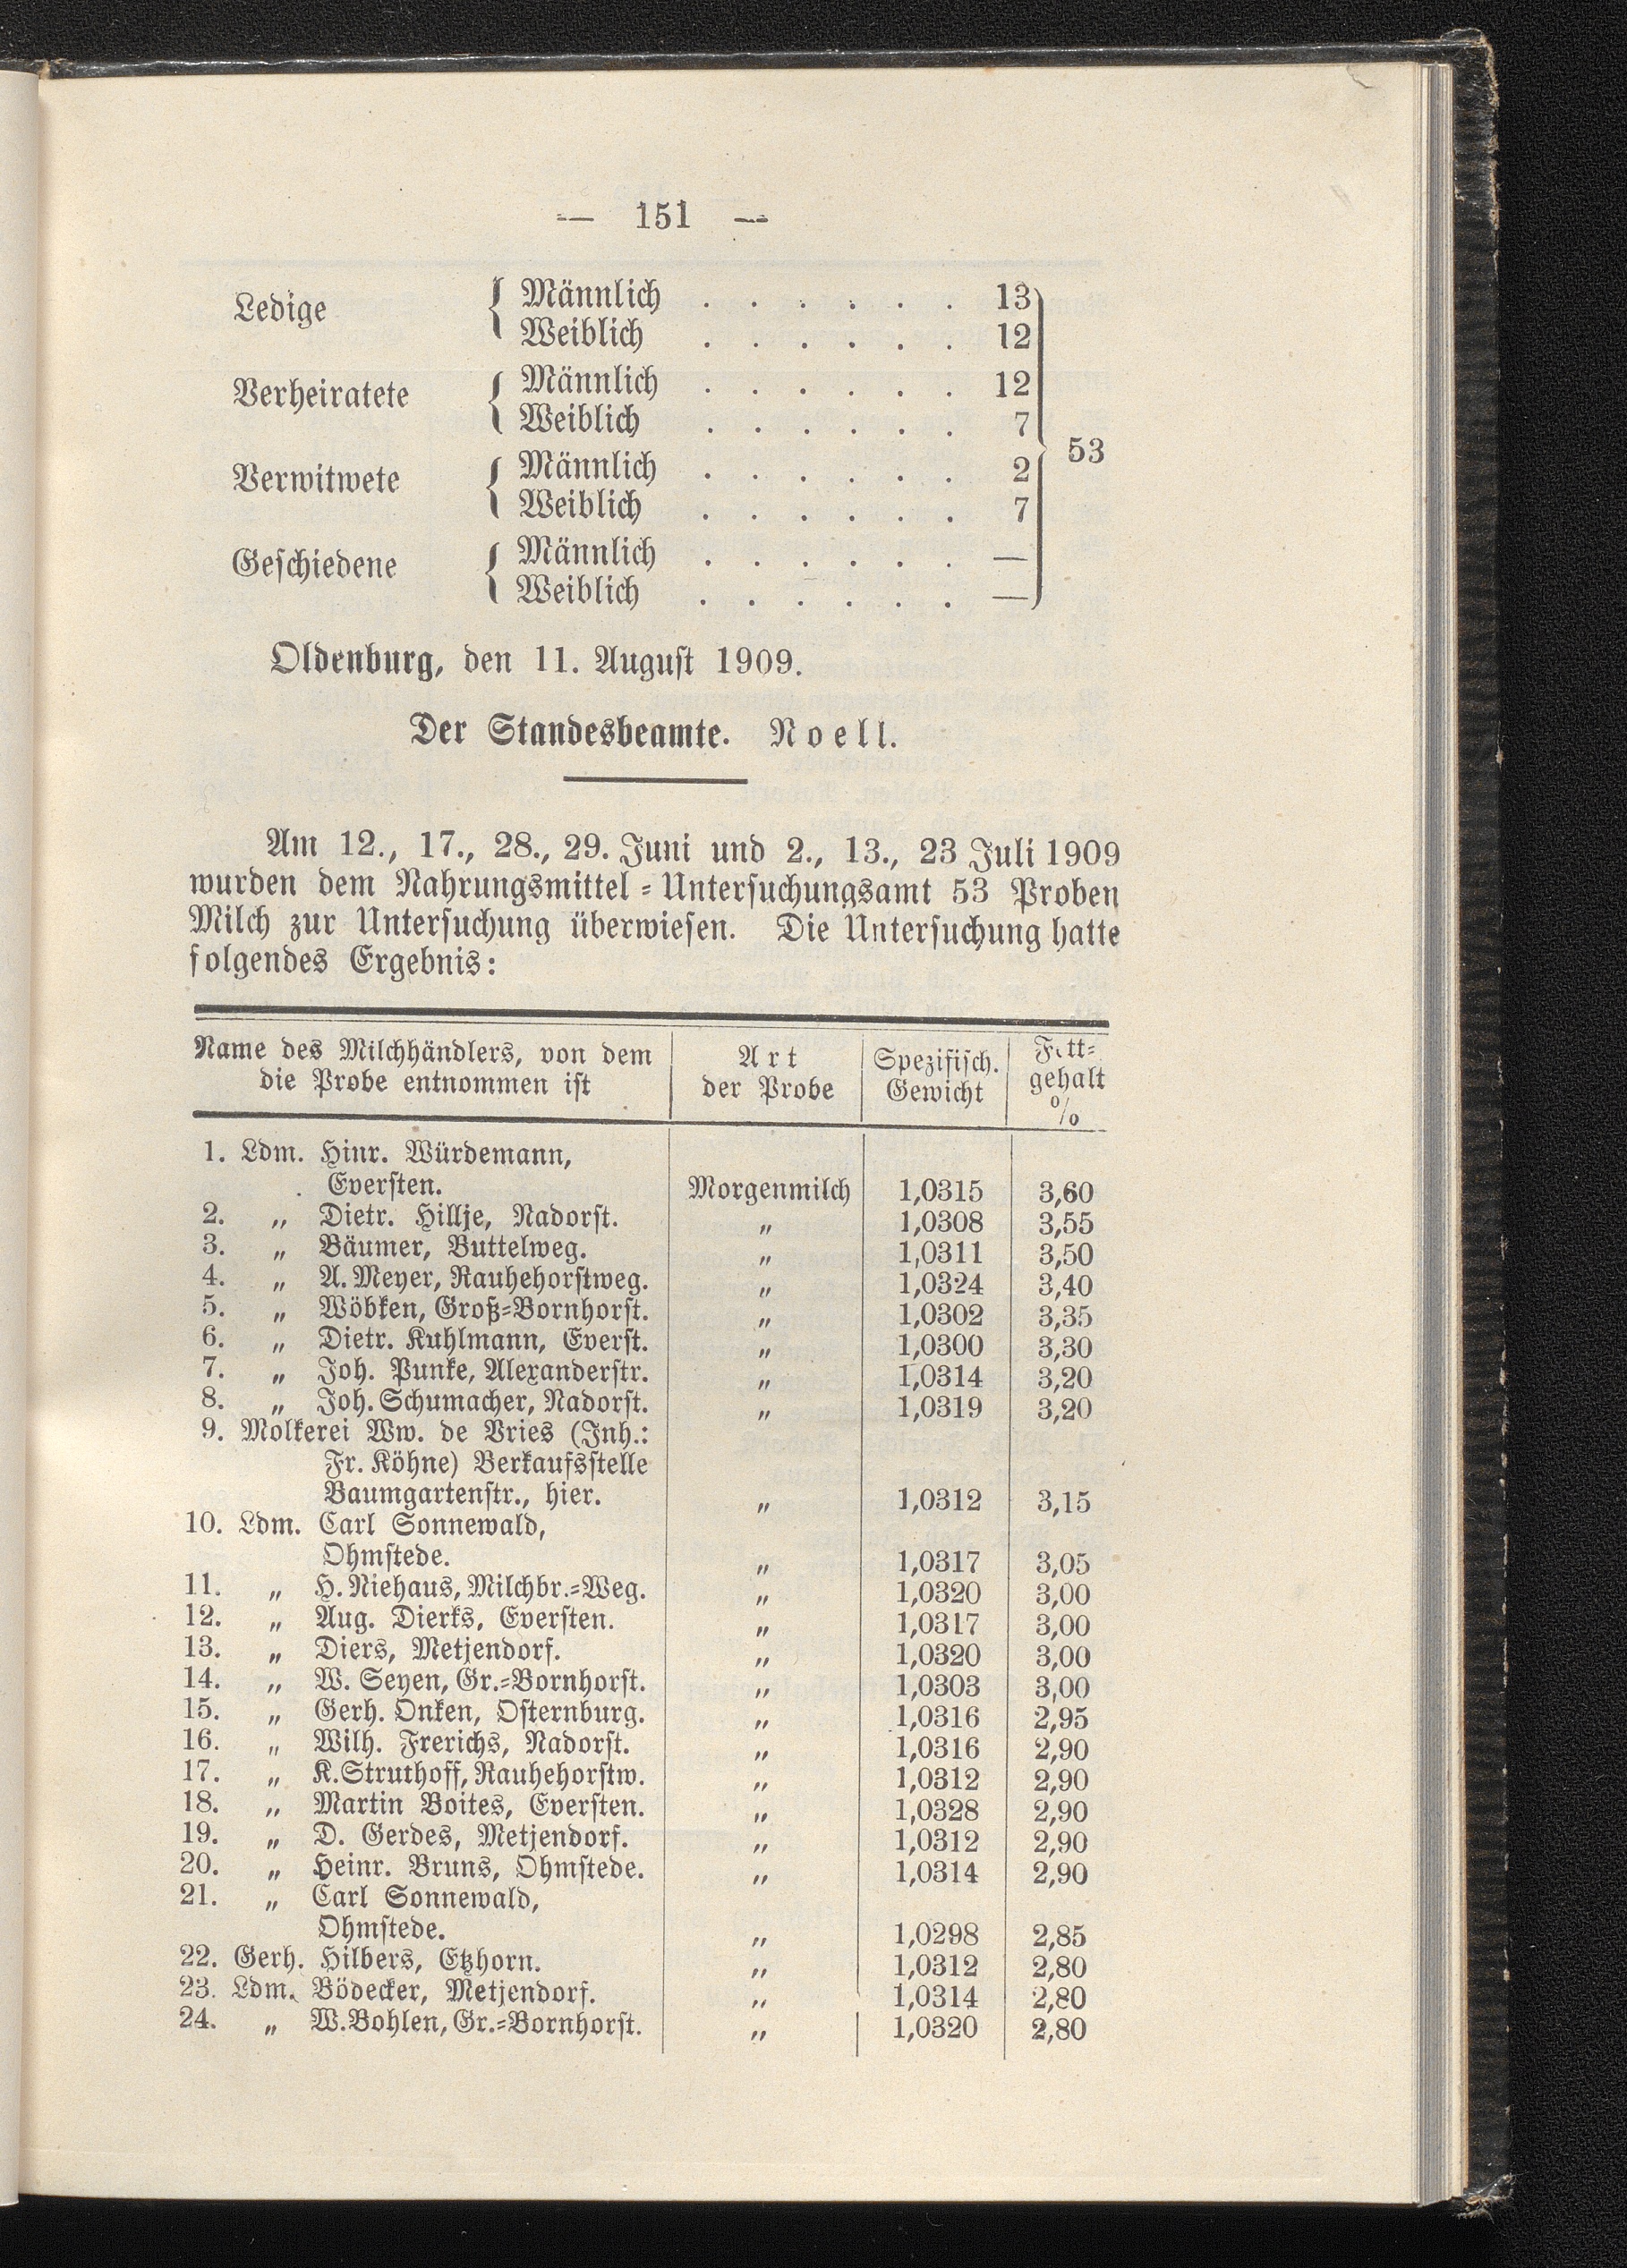 — 151 —
Ledige { Männlich . . . . . . 13
Weiblich . . . . . . 12
Verheiratete { Männlich . . . . . . 12
Weiblich . . . . . . 7
53
Verwitwete { Männlich . . . . . . 2
Weiblich . . . . . . 7
Geschiedene { Männlich . . . . . . —
Weiblich . . . . . . —
Oldenburg, den 11. August 1909.
Der Standesbeamte. Noell.
Am 12., 17., 28., 29. Juni und 2., 13., 23 Juli 1909
wurden dem Nahrungsmittel-Untersuchungsamt 53 Proben
Milch zur Untersuchung überwiesen. Die Untersuchung hatte
folgendes Ergebnis:
Name des Milchhändlers, von dem die Probe entnommen ist | Art der Probe | Spezifisch. Gewicht | Fett-gehalt %
1. Ldm. Hinr. Würdemann,
Eversten. Morgenmilch 1,0315 3,60
2. „ Dietr. Hillje, Nadorst. „ 1,0308 3,55
3. „ Bäumer, Buttelweg. „ 1,0311 3,50
4. „ A. Meyer, Rauhehorstweg. „ 1,0324 3,40
5. „ Wöbken, Groß-Bornhorst. „ 1,0302 3,35
6. „ Dietr. Kuhlmann, Everst. „ 1,0300 3,30
7. „ Joh. Punke, Alexanderstr. „ 1,0314 3,20
8. „ Joh. Schumacher, Nadorst. „ 1,0319 3,20
9. Molkerei Ww. de Vries (Inh.:
Fr. Köhne) Verkaufsstelle
Baumgartenstr., hier. „ 1,0312 3,15
10. Ldm. Carl Sonnewald,
Ohmstede. „ 1,0317 3,05
11. „ H. Niehaus, Milchbr.-Weg. „ 1,0320 3,00
12. „ Aug. Dierks, Eversten. „ 1,0317 3,00
13. „ Diers, Metjendorf. „ 1,0320 3,00
14. „ W. Seyen, Gr.-Bornhorst. „ 1,0303 3,00
15. „ Gerh. Onken, Osternburg. „ 1,0316 2,95
16. „ Wilh. Frerichs, Nadorst. „ 1,0316 2,90
17. „ K. Struthoff, Rauhehorstw. „ 1,0312 2,90
18. „ Martin Boites, Eversten. „ 1,0328 2,90
19. „ D. Gerdes, Metjendorf. „ 1,0312 2,90
20. „ Heinr. Bruns, Ohmstede. „ 1,0314 2,90
21. „ Carl Sonnewald,
Ohmstede. „ 1,0298 2,85
22. Gerh. Hilbers, Etzhorn. „ 1,0312 2,80
23. Ldm. Bödecker, Metjendorf. „ 1,0314 2,80
24. „ W. Bohlen, Gr.-Bornhorst. „ 1,0320 2,80